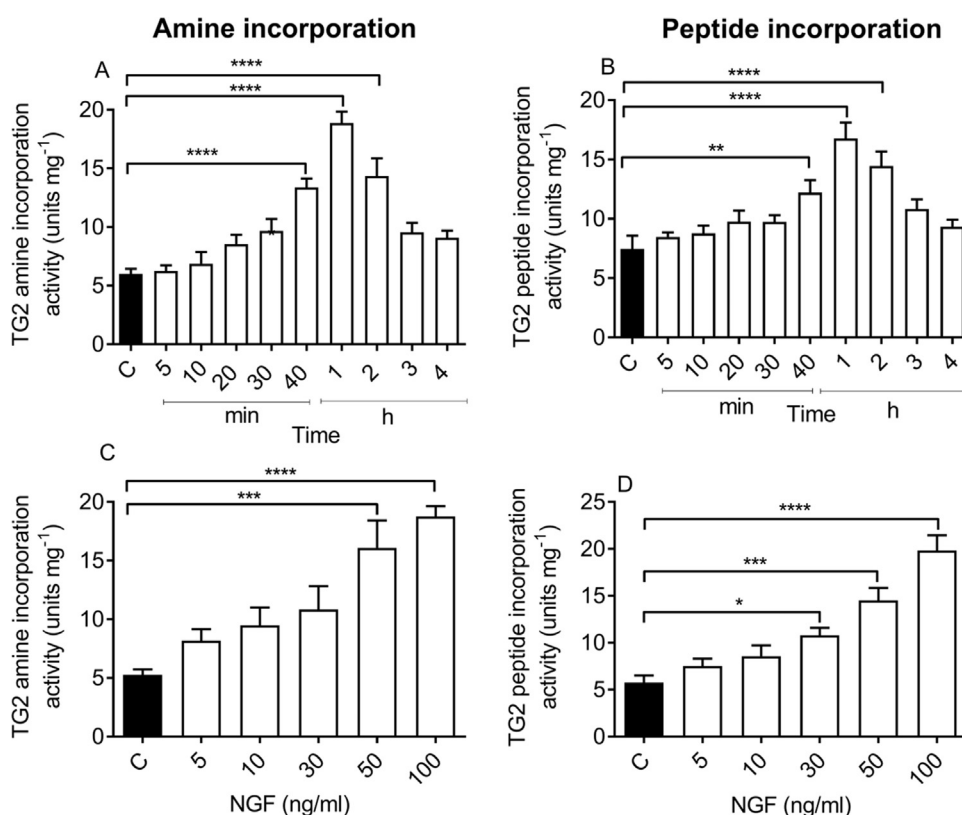 Amine incorporation
Peptide incorporation
A
****
****
****
TG2 amine incorporation
activity (units mg-1)
20
15
10
5
0
C 5 10 20 30 40 1 2 3 4
min h
Time
B
****
****
**
TG2 peptide incorporation
activity (units mg-1)
20
15
10
5
0
C 5 10 20 30 40 1 2 3 4
min h
Time
C
****
***
TG2 amine incorporation
activity (units mg-1)
20
15
10
5
0
C 5 10 30 50 100
NGF (ng/ml)
D
****
***
*
TG2 peptide incorporation
activity (units mg-1)
25
20
15
10
5
0
C 5 10 30 50 100
NGF (ng/ml)